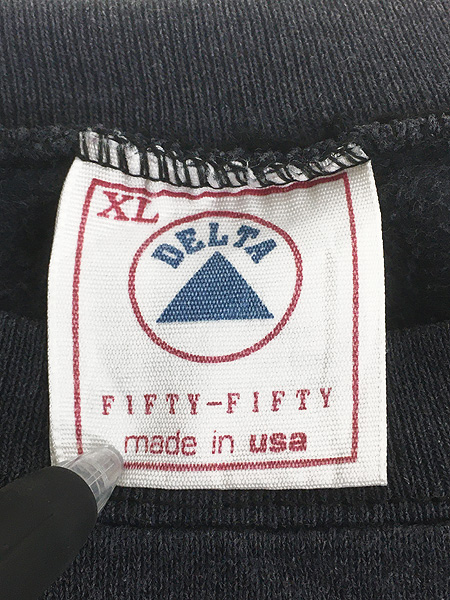 XL
DELTA
FIFTY-FIFTY
made in usa